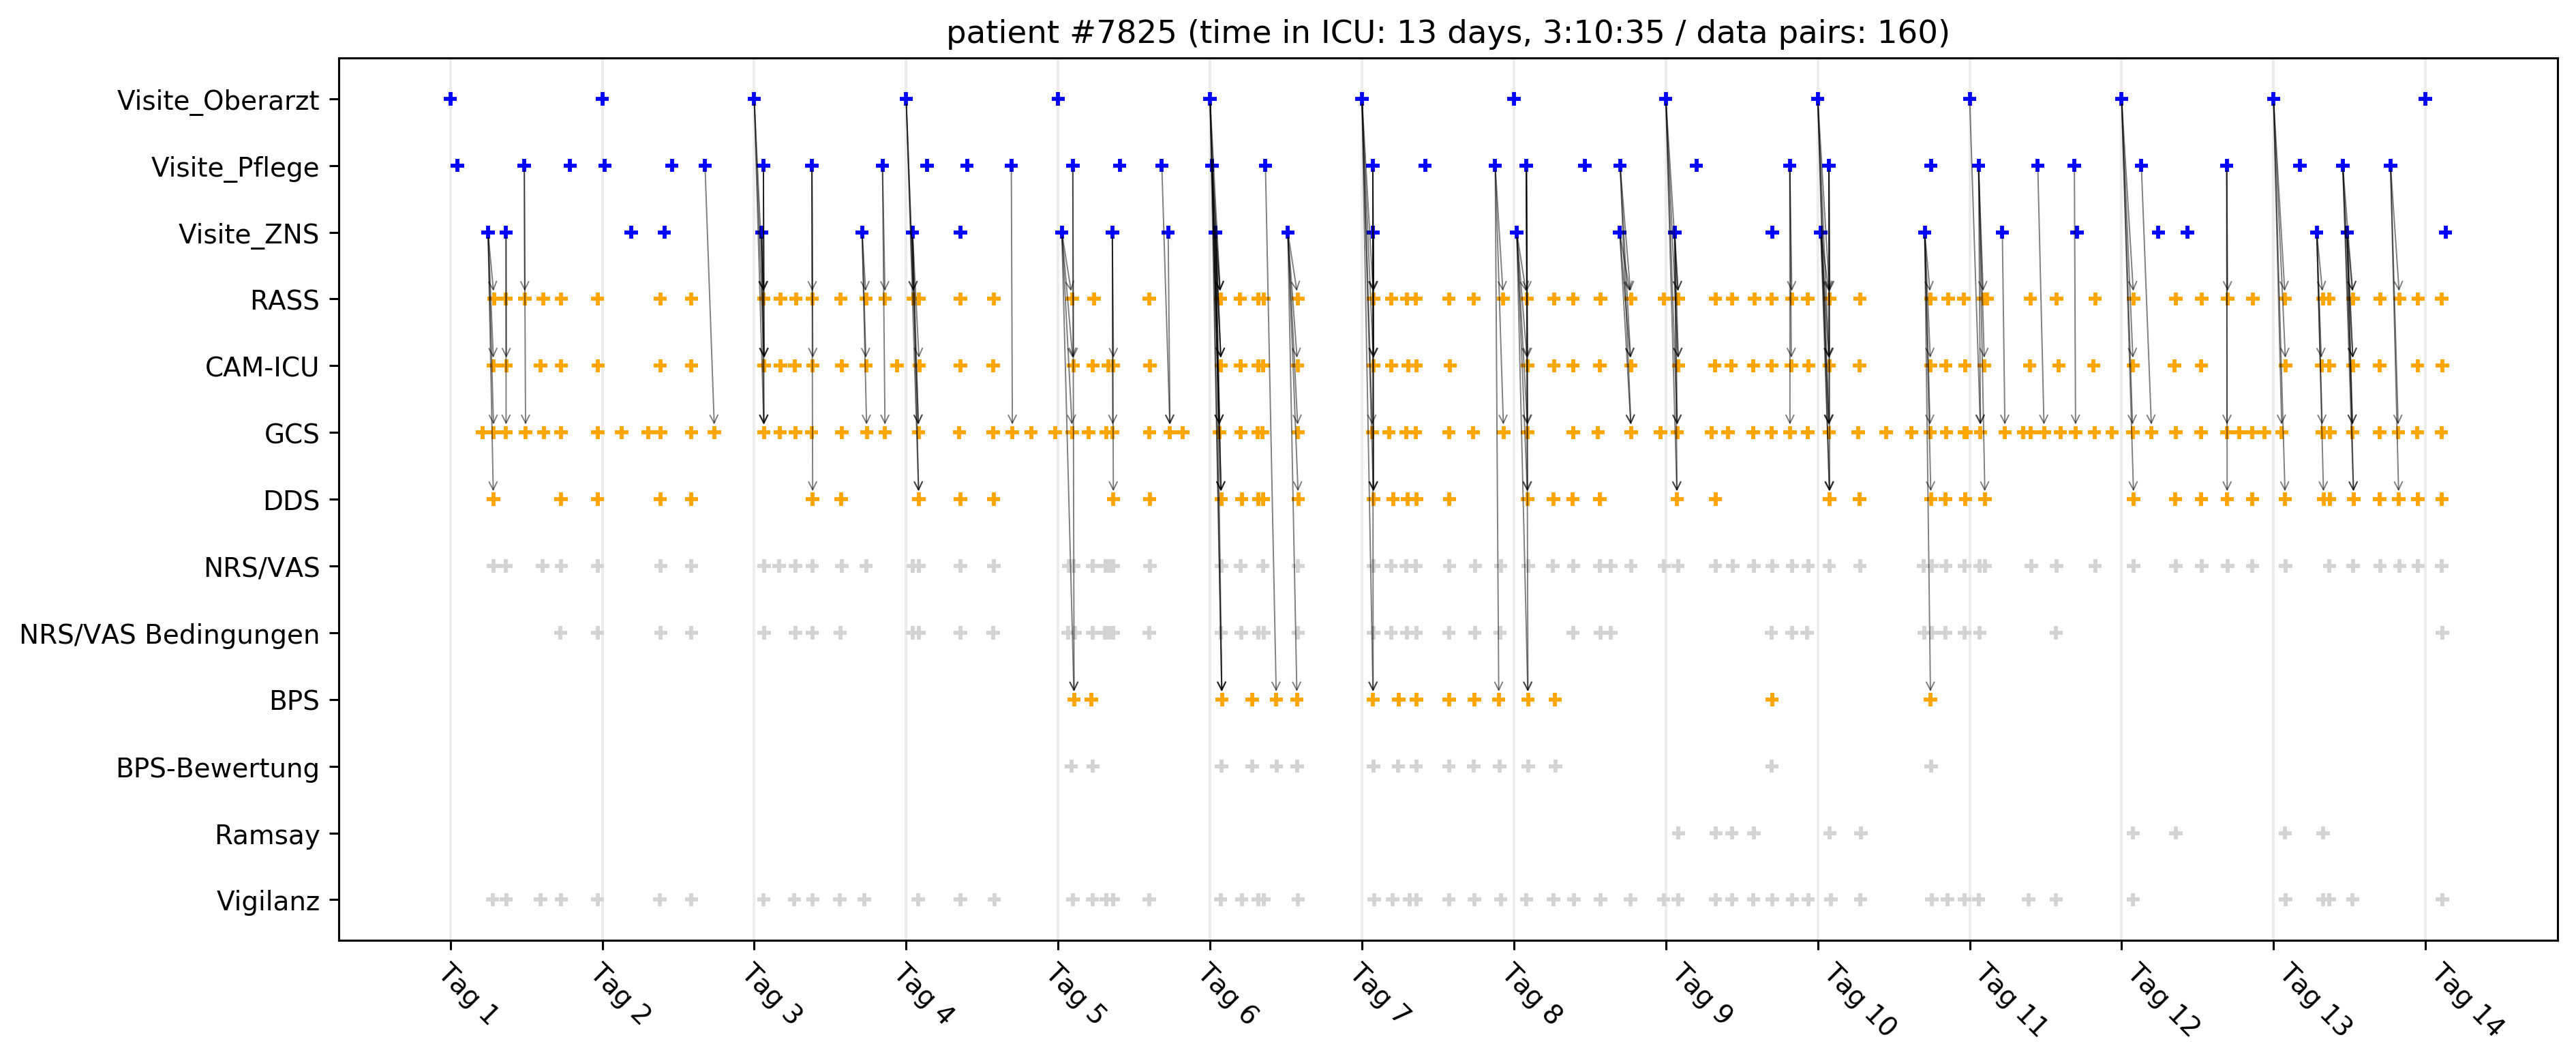 patient #7825 (time in ICU: 13 days, 3:10:35 / data pairs: 160)
Visite_Oberarzt
Visite_Pflege
Visite_ZNS
RASS
CAM-ICU
GCS
DDS
NRS/VAS
NRS/VAS Bedingungen
BPS
BPS-Bewertung
Ramsay
Vigilanz
Tag 1
Tag 2
Tag 3
Tag 4
Tag 5
Tag 6
Tag 7
Tag 8
Tag 9
Tag 10
Tag 11
Tag 12
Tag 13
Tag 14